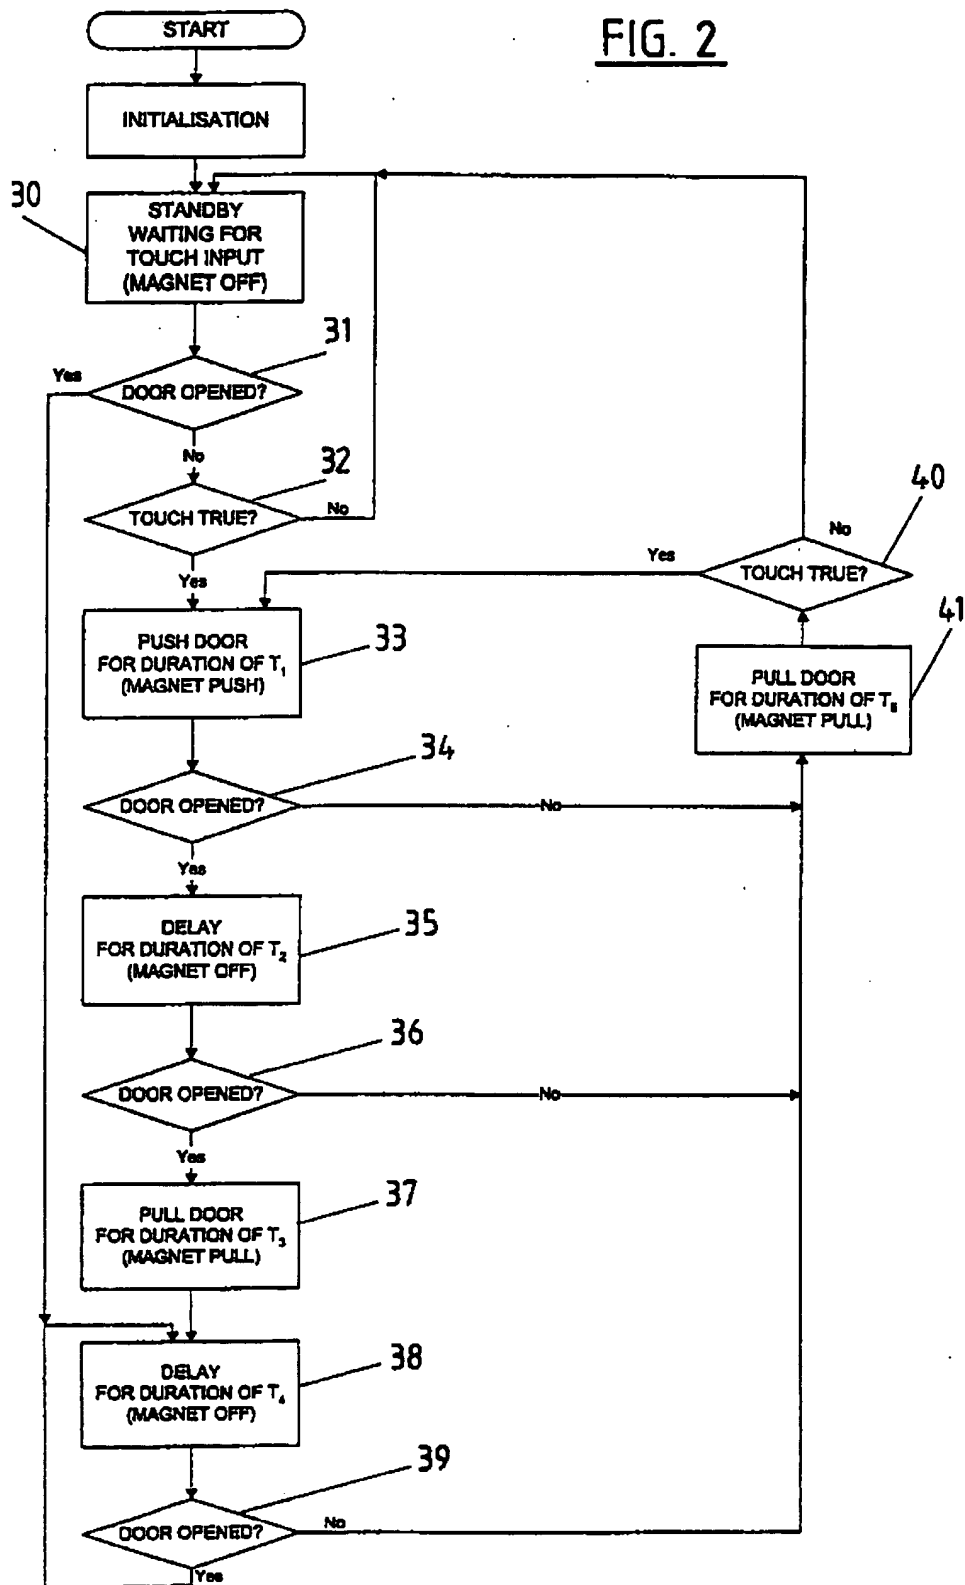 FIG. 2
START
INITIALISATION
30
STANDBY
WAITING FOR
TOUCH INPUT
(MAGNET OFF)
31
Yes
DOOR OPENED?
No
32
TOUCH TRUE?
No
Yes
40
No
Yes
TOUCH TRUE?
41
PULL DOOR
FOR DURATION OF T₅
(MAGNET PULL)
33
PUSH DOOR
FOR DURATION OF T₁
(MAGNET PUSH)
34
DOOR OPENED?
No
Yes
35
DELAY
FOR DURATION OF T₂
(MAGNET OFF)
36
DOOR OPENED?
No
Yes
37
PULL DOOR
FOR DURATION OF T₃
(MAGNET PULL)
38
DELAY
FOR DURATION OF T₄
(MAGNET OFF)
39
DOOR OPENED?
No
Yes